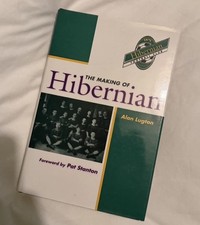 THE MAKING OF
Hibernian
Alan Lugton
Foreword by Pat Stanton